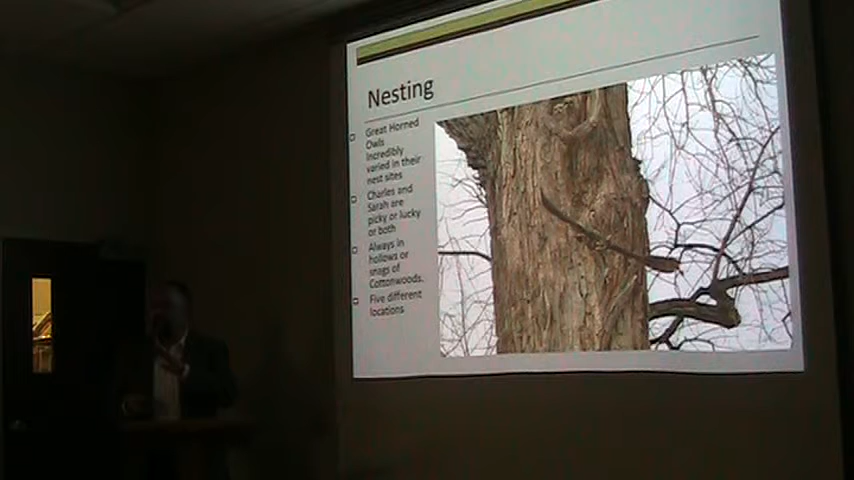 Nesting
Great Horned
Owls
Incredibly
varied in their
nest sites
Charles and
Sarah are
picky or lucky
or both
Always in
hollows or
snags of
Cottonwoods.
Five different
locations